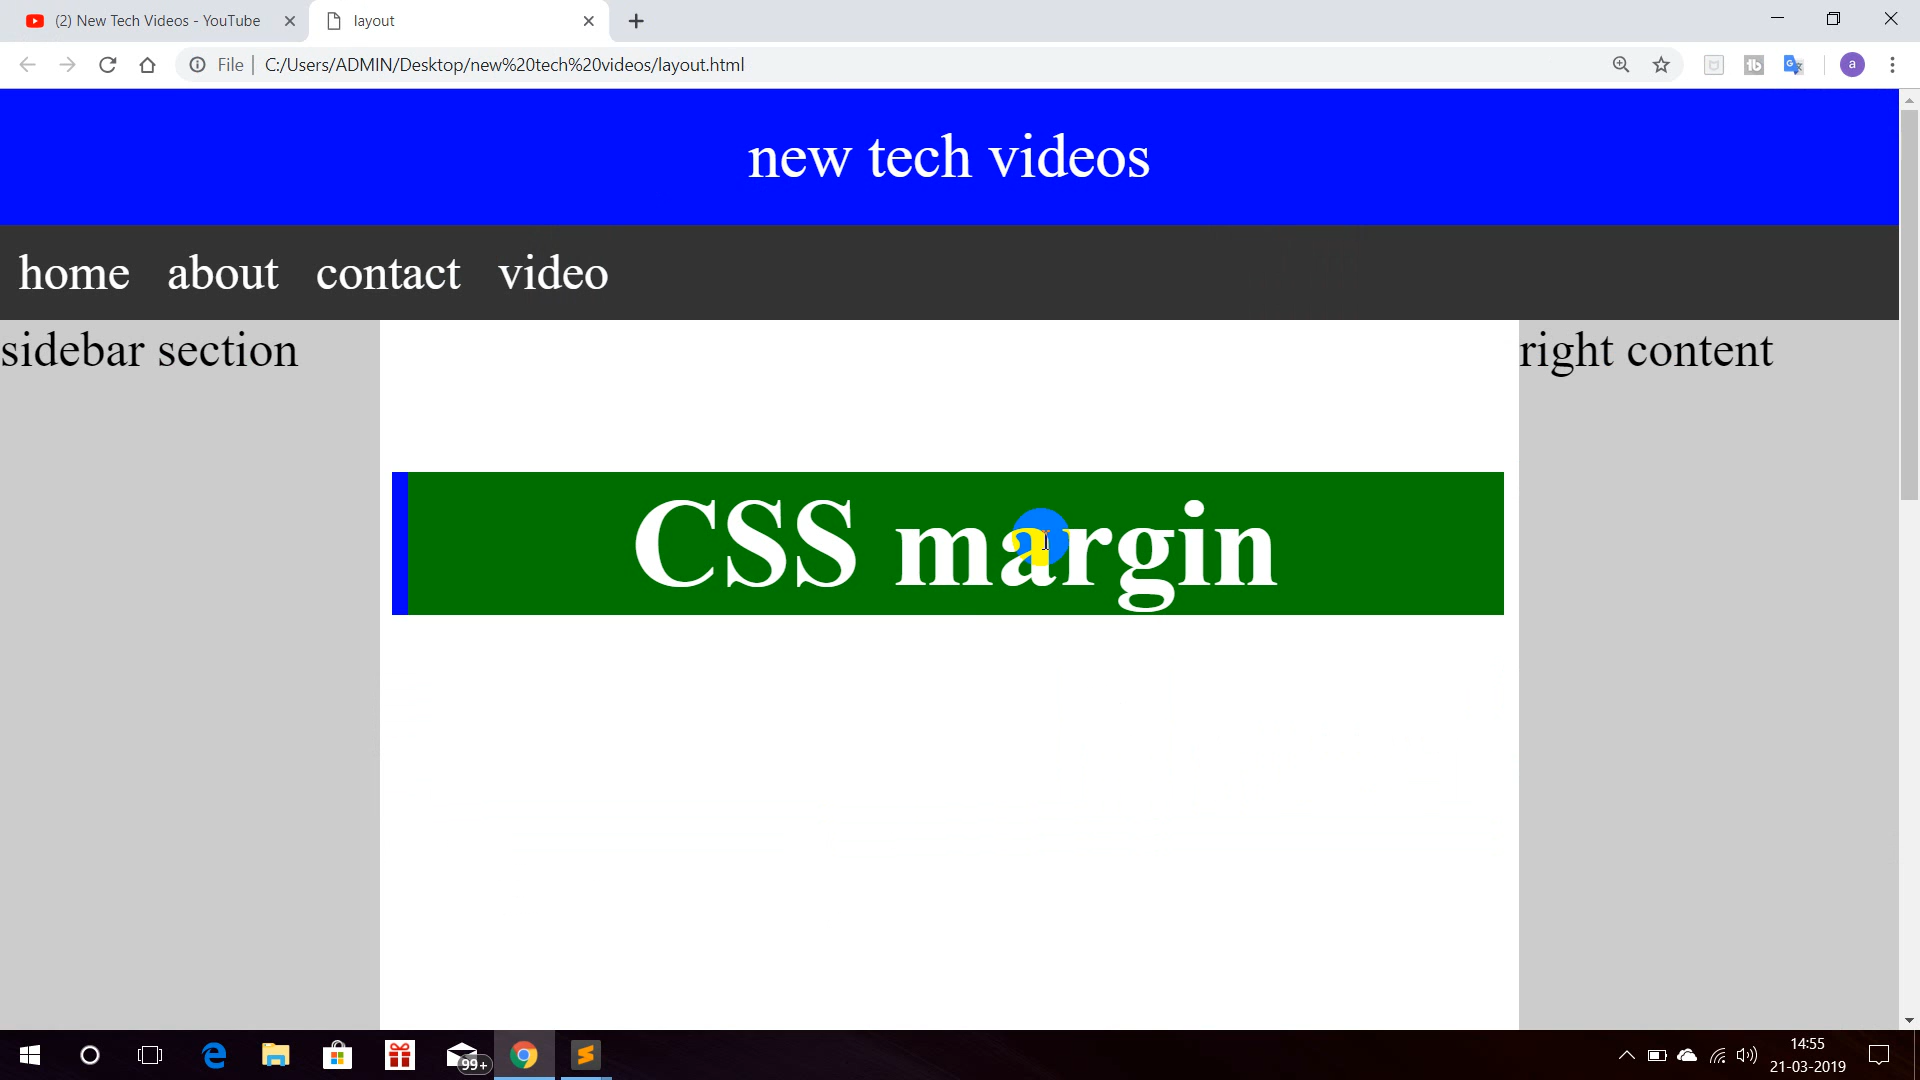 (2) New Tech Videos - YouTube
layout
File
C:/Users/ADMIN/Desktop/new%20tech%20videos/layout.html
a
new tech videos
home about contact video
sidebar section
right content
CSS margin
99+
14:55
21-03-2019